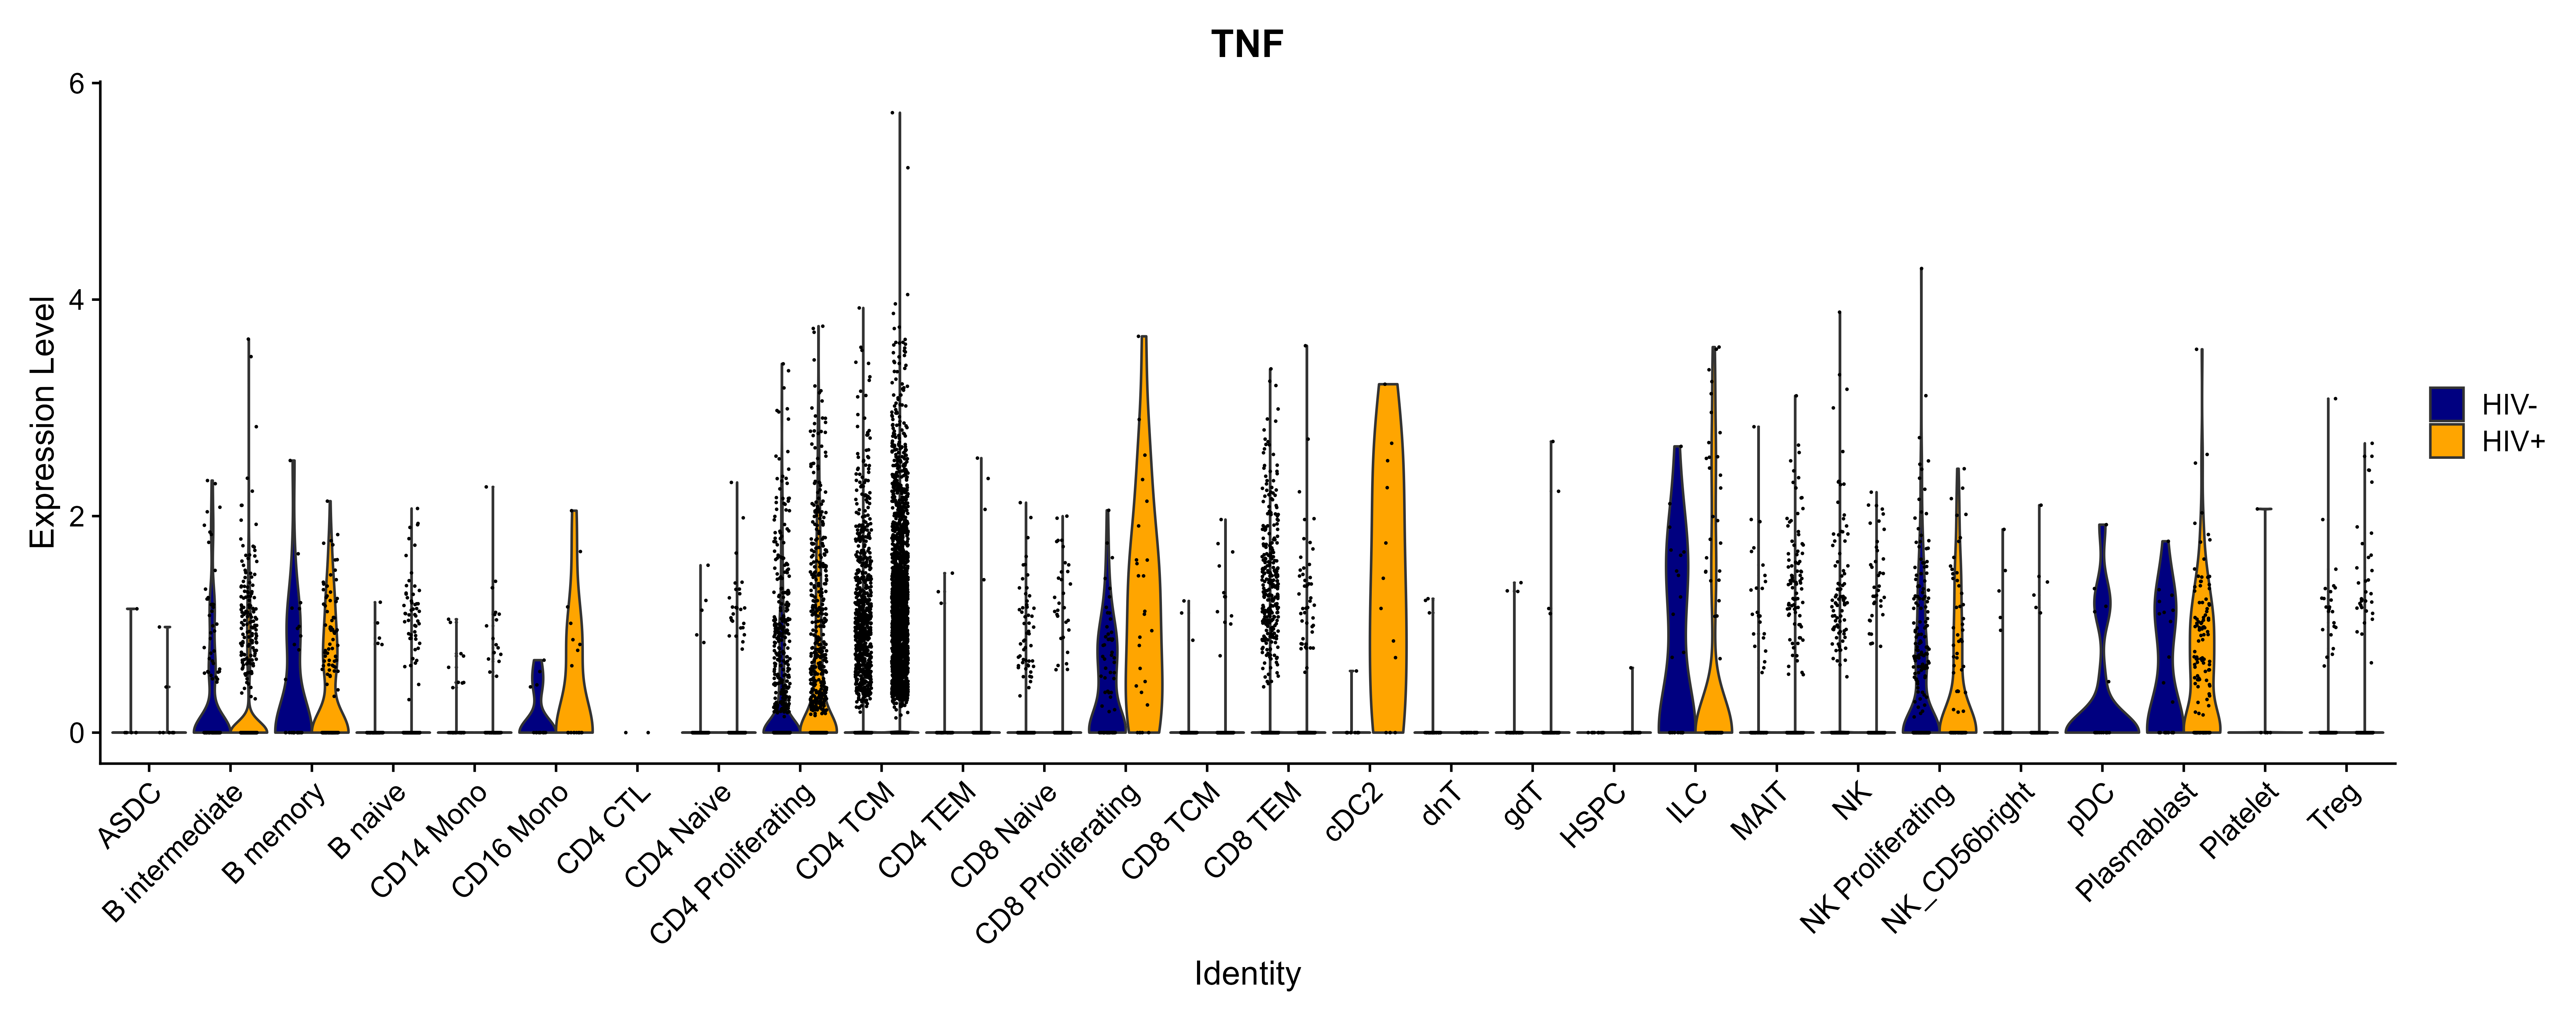 TNF
Expression Level
6
4
2
0
ASDC
B intermediate
B memory
B naive
CD14 Mono
CD16 Mono
CD4 CTL
CD4 Naive
CD4 Proliferating
CD4 TCM
CD4 TEM
CD8 Naive
CD8 Proliferating
CD8 TCM
CD8 TEM
cDC2
dnT
gdT
HSPC
ILC
MAIT
NK
NK Proliferating
NK_CD56bright
pDC
Plasmablast
Platelet
Treg
Identity
HIV-
HIV+